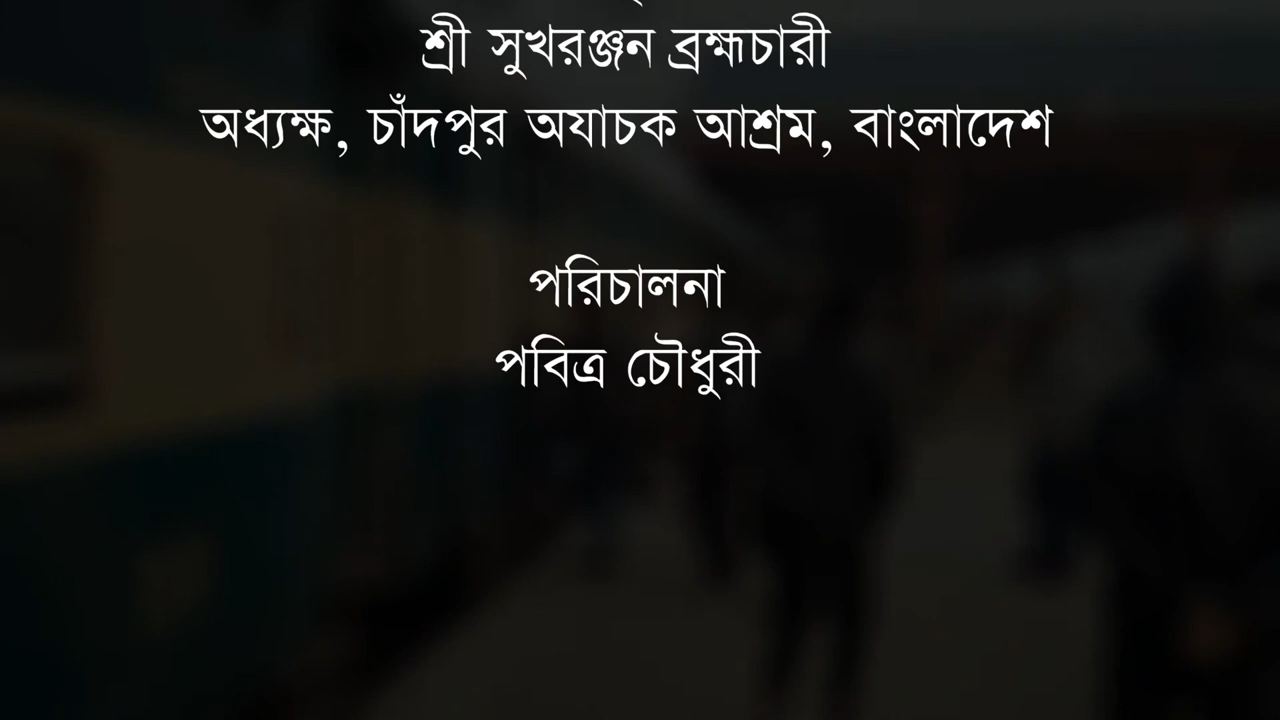 শ্রী সুখরঞ্জন ব্রহ্মচারী
অধ্যক্ষ, চাঁদপুর অযাচক আশ্রম, বাংলাদেশ
পরিচালনা
পবিত্র চৌধুরী